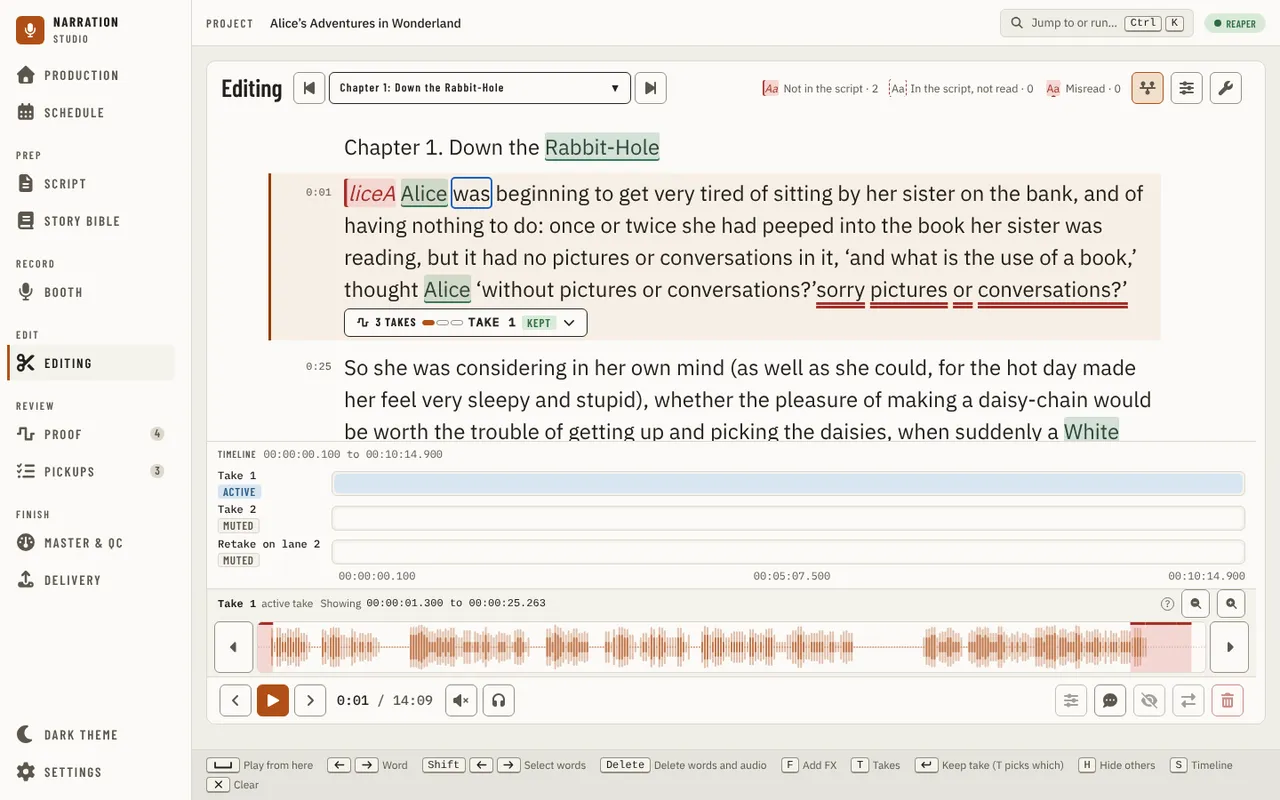 NARRATION
STUDIO
PROJECT Alice's Adventures in Wonderland
Jump to or run... Ctrl K
REAPER
PRODUCTION
SCHEDULE
PREP
SCRIPT
STORY BIBLE
RECORD
BOOTH
EDIT
EDITING
REVIEW
PROOF 4
PICKUPS 3
FINISH
MASTER & QC
DELIVERY
DARK THEME
SETTINGS
Editing
Chapter 1: Down the Rabbit-Hole
Aa Not in the script · 2 Aa In the script, not read · 0 Aa Misread · 0
Chapter 1. Down the Rabbit-Hole
0:01 liceA Alice was beginning to get very tired of sitting by her sister on the bank, and of
having nothing to do: once or twice she had peeped into the book her sister was
reading, but it had no pictures or conversations in it, ‘and what is the use of a book,’
thought Alice ‘without pictures or conversations?’sorry pictures or conversations?’
3 TAKES TAKE 1 KEPT
0:25 So she was considering in her own mind (as well as she could, for the hot day made
her feel very sleepy and stupid), whether the pleasure of making a daisy-chain would
be worth the trouble of getting up and picking the daisies, when suddenly a White
TIMELINE 00:00:00.100 to 00:10:14.900
Take 1
ACTIVE
Take 2
MUTED
Retake on lane 2
MUTED
00:00:00.100 00:05:07.500 00:10:14.900
Take 1 active take Showing 00:00:01.300 to 00:00:25.263
?
0:01 / 14:09
Play from here ← → Word Shift ← → Select words Delete Delete words and audio F Add FX T Takes ↵ Keep take (T picks which) H Hide others S Timeline
✕ Clear